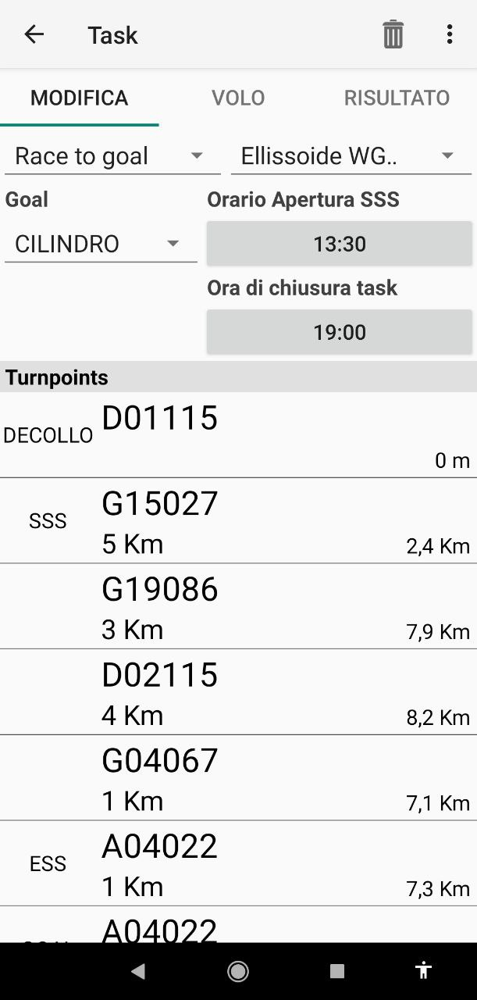 Task
MODIFICA VOLO RISULTATO
Race to goal Ellissoide WG..
Goal Orario Apertura SSS
CILINDRO 13:30
Ora di chiusura task
19:00
Turnpoints
DECOLLO D01115
0 m
SSS G15027
5 Km 2,4 Km
G19086
3 Km 7,9 Km
D02115
4 Km 8,2 Km
G04067
1 Km 7,1 Km
ESS A04022
1 Km 7,3 Km
A04022